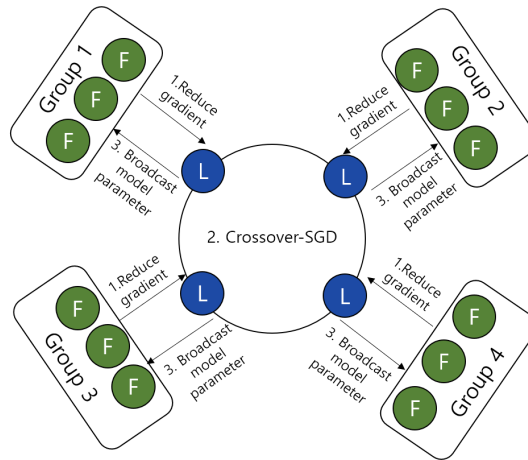 Group 1
F
F
F
1.Reduce
gradient
3. Broadcast
model
parameter
L
Group 2
F
F
F
1.Reduce
gradient
3. Broadcast
model
parameter
L
2. Crossover-SGD
Group 3
F
F
F
1.Reduce
gradient
3. Broadcast
model
parameter
L
Group 4
F
F
F
1.Reduce
gradient
3. Broadcast
model
parameter
L